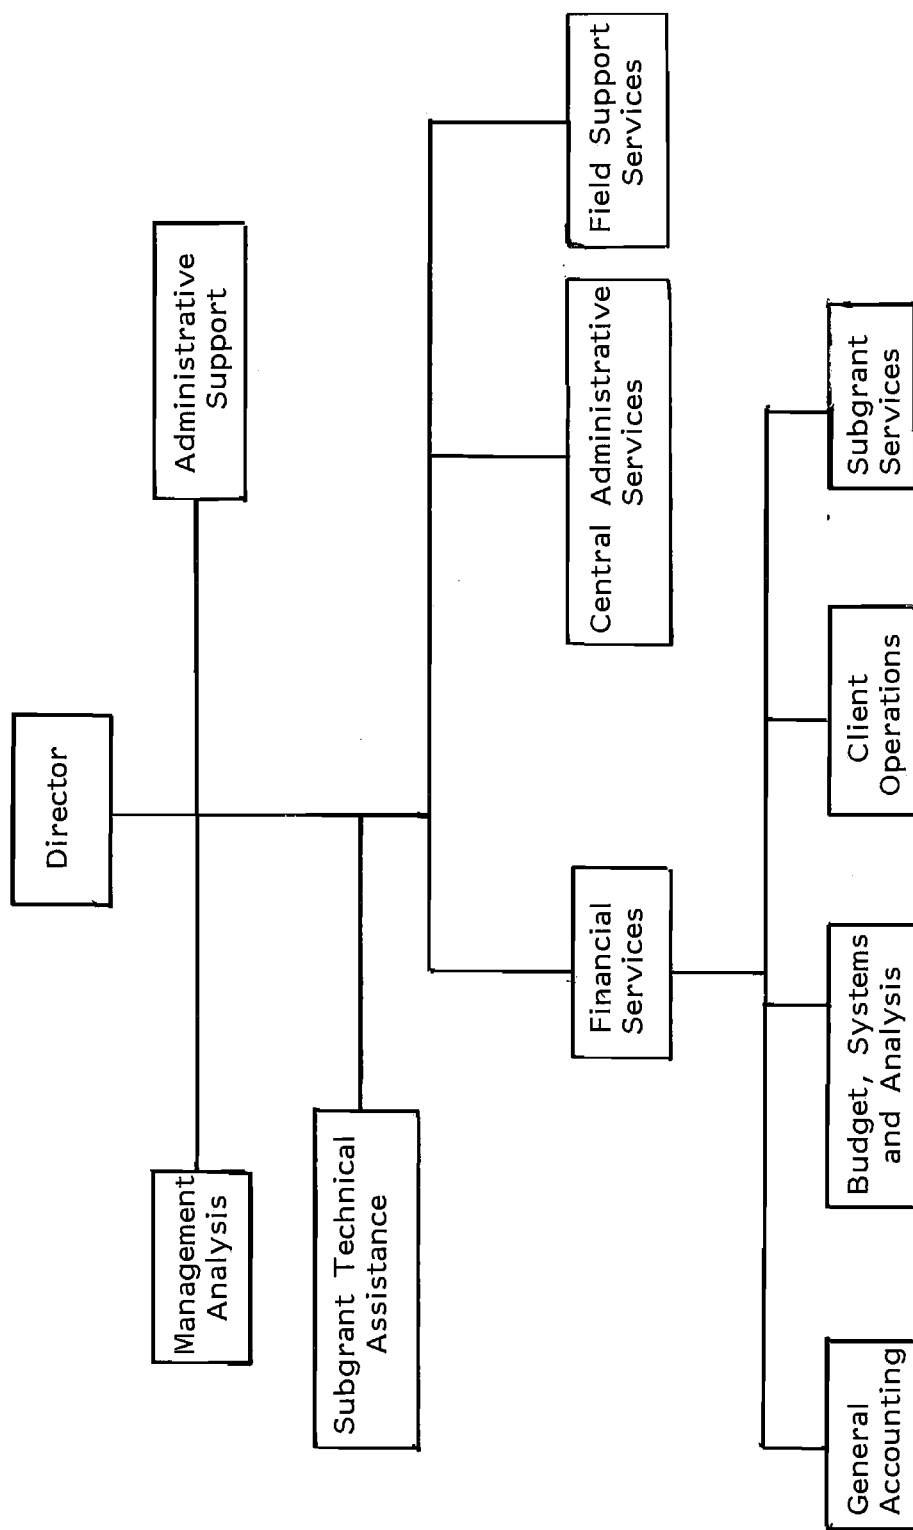 Director
Management
Analysis
Administrative
Support
Subgrant Technical
Assistance
Financial
Services
Central Administrative
Services
Field Support
Services
General
Accounting
Budget, Systems
and Analysis
Client
Operations
Subgrant
Services